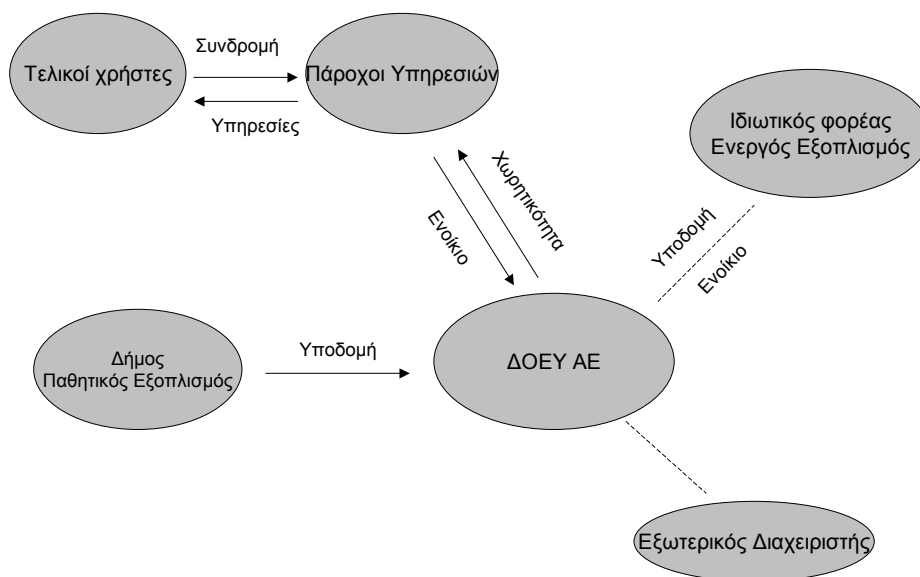 Συνδρομή
Τελικοί χρήστες
Πάροχοι Υπηρεσιών
Υπηρεσίες
Ιδιωτικός φορέας
Ενεργός Εξοπλισμός
Χωρητικότητα
Ενοίκιο
Υποδομή
Ενοίκιο
Υποδομή
Δήμος
Παθητικός Εξοπλισμός
ΔΟΕΥ ΑΕ
Εξωτερικός Διαχειριστής